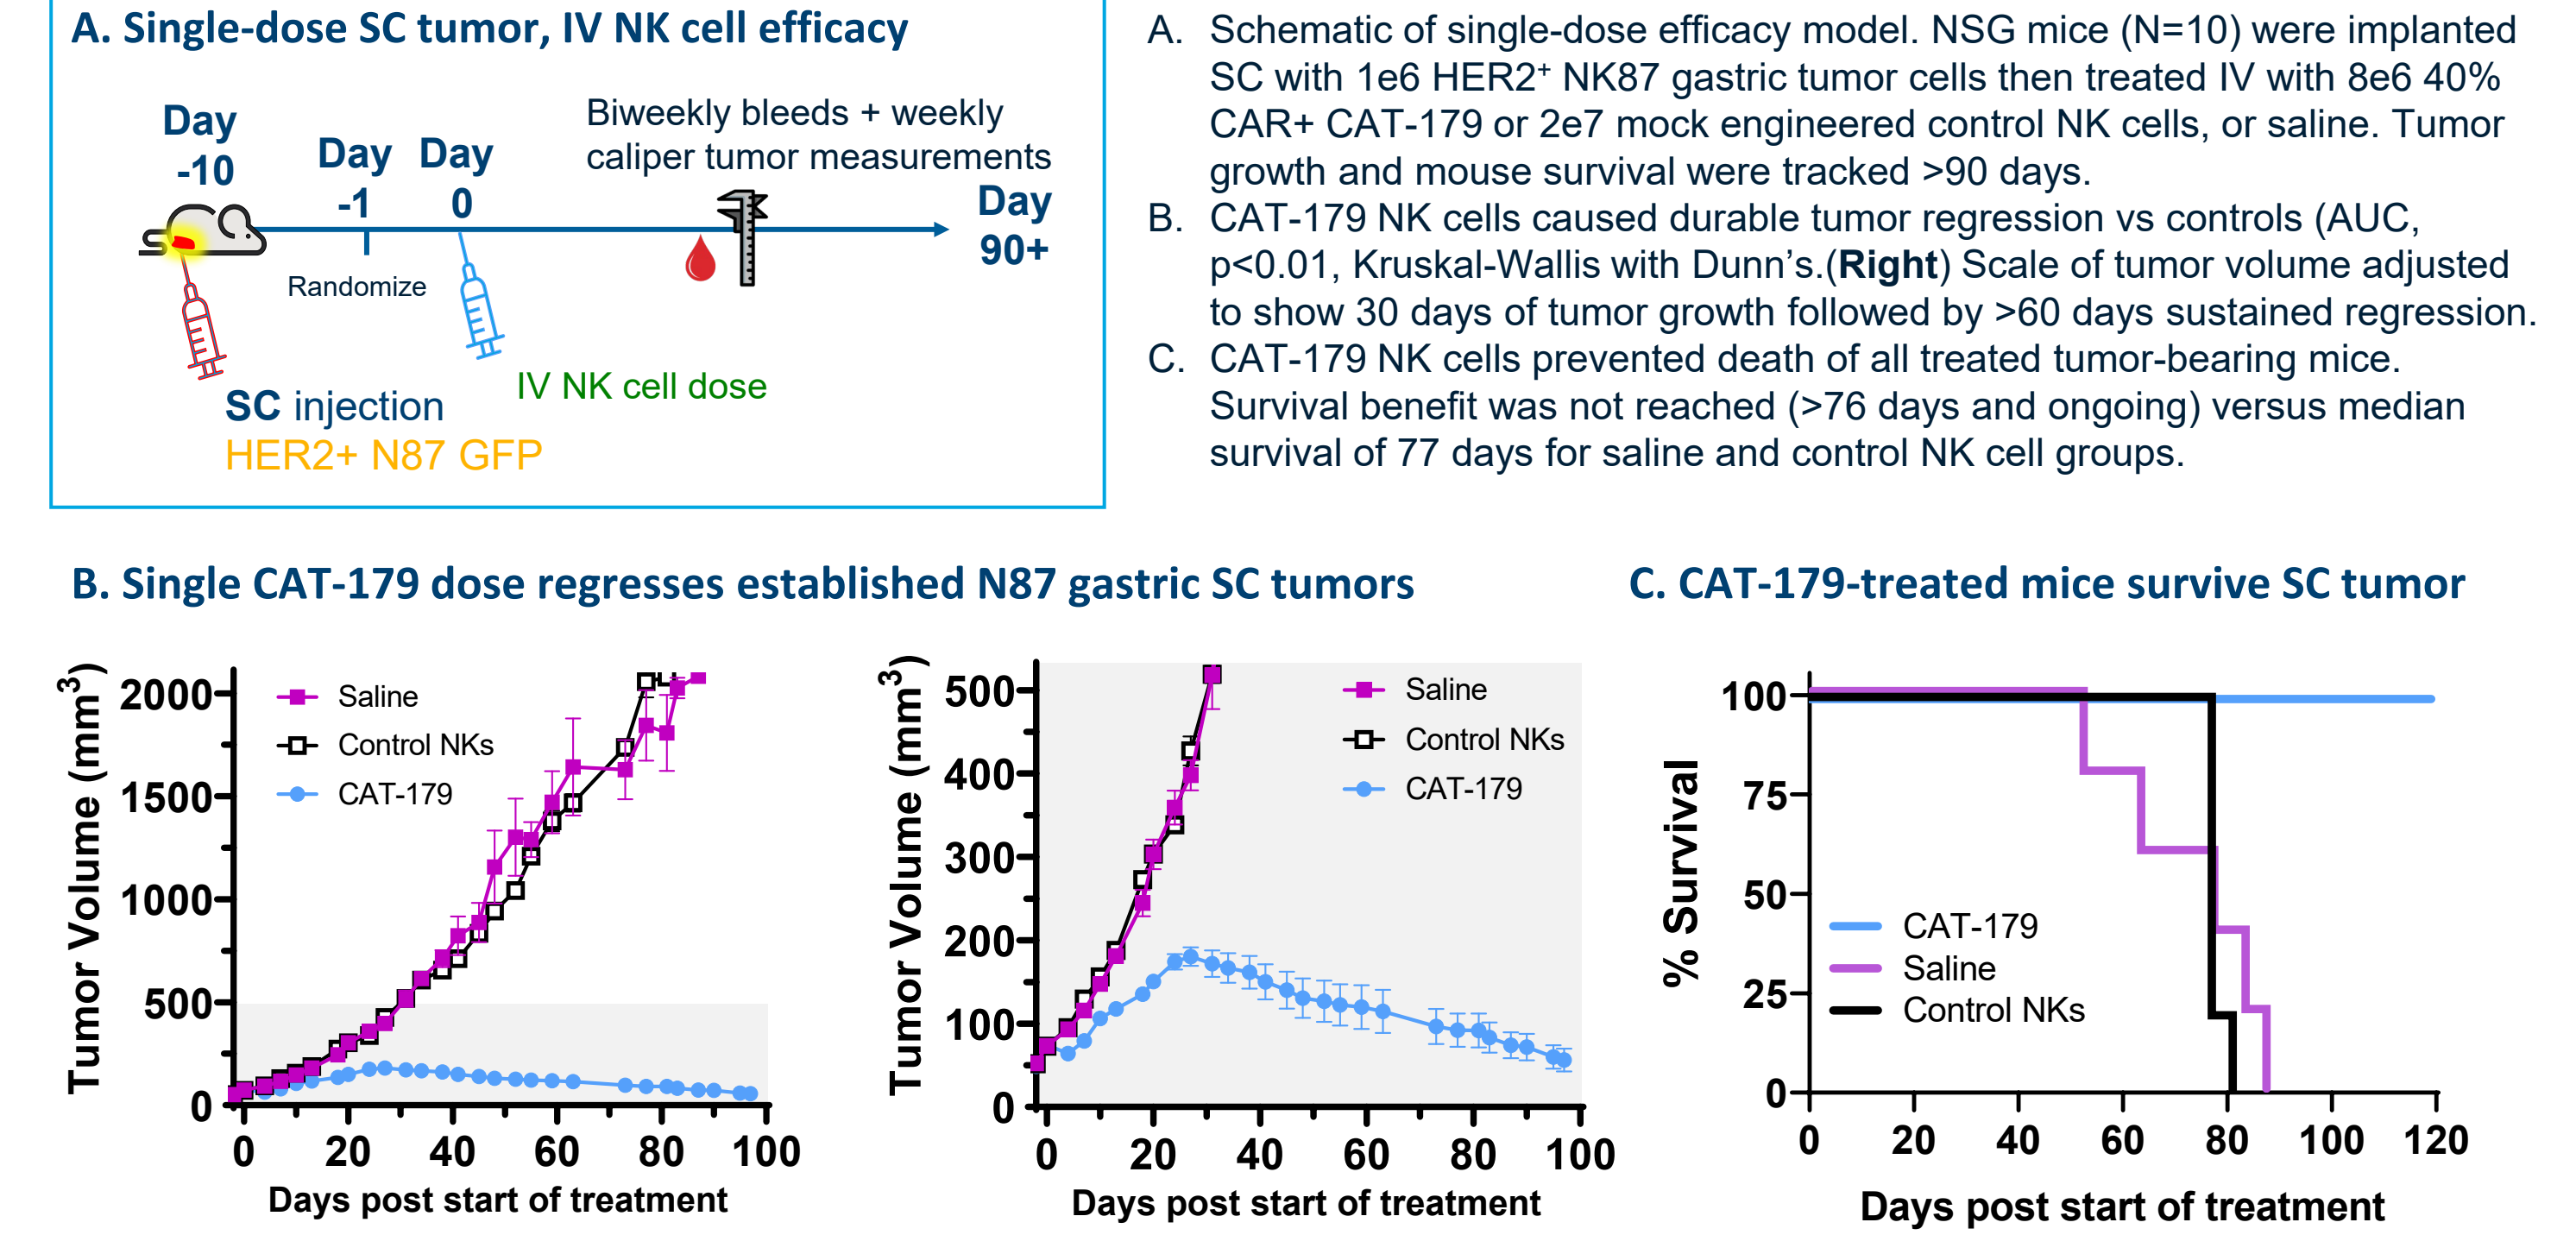 A. Single-dose SC tumor, IV NK cell efficacy
Day
-10
Day
-1
Day
0
Biweekly bleeds + weekly
caliper tumor measurements
Day
90+
Randomize
IV NK cell dose
SC injection
HER2+ N87 GFP
A. Schematic of single-dose efficacy model. NSG mice (N=10) were implanted
SC with 1e6 HER2⁺ NK87 gastric tumor cells then treated IV with 8e6 40%
CAR+ CAT-179 or 2e7 mock engineered control NK cells, or saline. Tumor
growth and mouse survival were tracked >90 days.
B. CAT-179 NK cells caused durable tumor regression vs controls (AUC,
p<0.01, Kruskal-Wallis with Dunn’s.(Right) Scale of tumor volume adjusted
to show 30 days of tumor growth followed by >60 days sustained regression.
C. CAT-179 NK cells prevented death of all treated tumor-bearing mice.
Survival benefit was not reached (>76 days and ongoing) versus median
survival of 77 days for saline and control NK cell groups.
B. Single CAT-179 dose regresses established N87 gastric SC tumors
Tumor Volume (mm³)
2000
1500
1000
500
0
Saline
Control NKs
CAT-179
0 20 40 60 80 100
Days post start of treatment
Tumor Volume (mm³)
500
400
300
200
100
0
Saline
Control NKs
CAT-179
0 20 40 60 80 100
Days post start of treatment
C. CAT-179-treated mice survive SC tumor
% Survival
100
75
50
25
0
CAT-179
Saline
Control NKs
0 20 40 60 80 100 120
Days post start of treatment